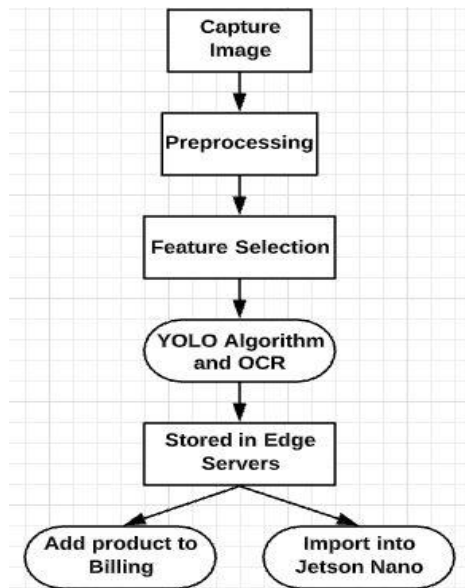 Capture
Image
Preprocessing
Feature Selection
YOLO Algorithm
and OCR
Stored in Edge
Servers
Add product to
Billing
Import into
Jetson Nano